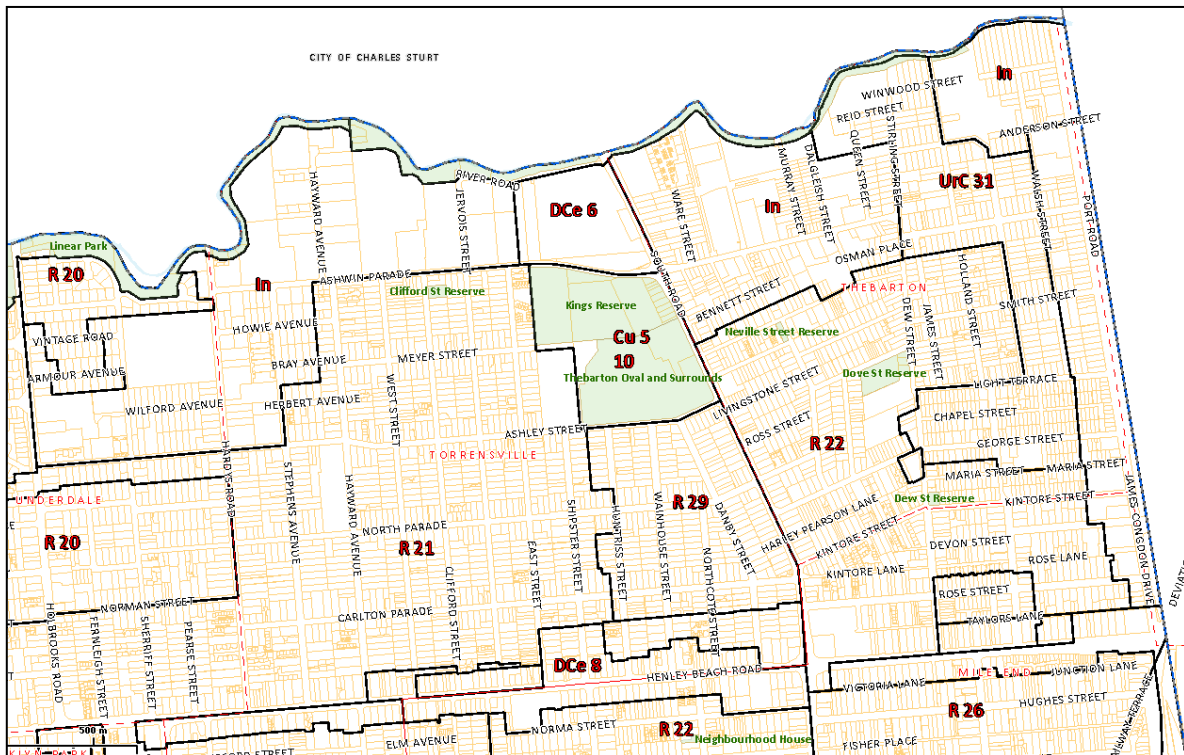 CITY OF CHARLES STURT
In
WINWOOD STREET
REID STREET
STIRLING STREET
QUEEN STREET
ANDERSON STREET
DALGLEISH STREET
MURRAY STREET
UrC 31
WALSH STREET
PORT ROAD
HAYWARD AVENUE
RIVER ROAD
JERVOIS STREET
DCe 6
WARE STREET
In
Linear Park
R 20
In
ASHWIN PARADE
Clifford St Reserve
SOUTH ROAD
OSMAN PLACE
HOLLAND STREET
THEBARTON
SMITH STREET
Kings Reserve
BENNETT STREET
DEW STREET
JAMES STREET
VINTAGE ROAD
HOWIE AVENUE
Cu 5
10
Neville Street Reserve
ARMOUR AVENUE
BRAY AVENUE
MEYER STREET
Thebarton Oval and Surrounds
LIVINGSTONE STREET
Dove St Reserve
LIGHT TERRACE
WILFORD AVENUE
HERBERT AVENUE
WEST STREET
CHAPEL STREET
ASHLEY STREET
ROSS STREET
R 22
GEORGE STREET
TORRENSVILLE
HARDYS ROAD
MARIA STREET
MARIA STREET
UNDERDALE
STEPHENS AVENUE
HAYWARD AVENUE
R 29
Dew St Reserve
KINTORE STREET
JAMES CONGDON DRIVE
R 20
NORTH PARADE
R 21
SHIPSTER STREET
HUNTRISS STREET
WAINHOUSE STREET
DANBY STREET
HARLEY PEARSON LANE
KINTORE STREET
DEVON STREET
EAST STREET
KINTORE LANE
ROSE LANE
DEVIATI
CLIFFORD STREET
NORTHCOTE STREET
ROSE STREET
NORMAN STREET
CARLTON PARADE
TAYLORS LANE
HOLBROOKS ROAD
FERNLEIGH STREET
SHERRIFF STREET
PEARSE STREET
DCe 8
HENLEY BEACH ROAD
MILE END
JUNCTION LANE
VICTORIA LANE
R 26
HUGHES STREET
500 m
NORMA STREET
R 22
ELM AVENUE
Neighbourhood House
FISHER PLACE